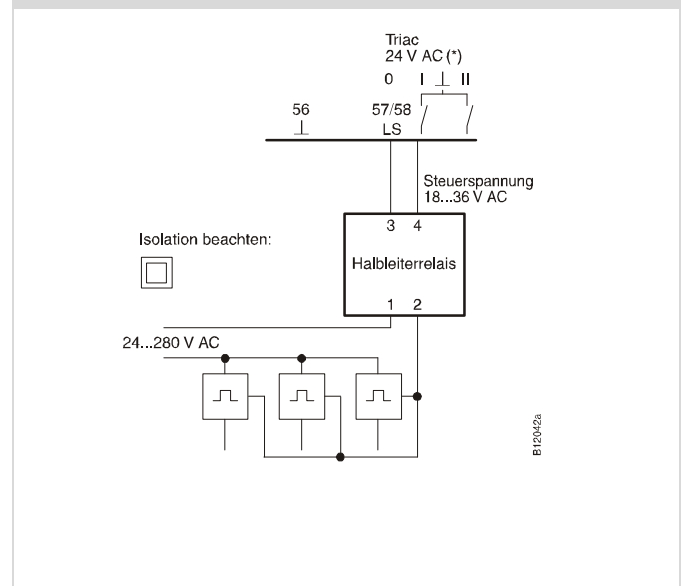 Triac
24 V AC (*)
0 I II
56 57/58
LS
Steuerspannung
18...36 V AC
3 4
Isolation beachten:
Halbleiterrelais
1 2
24...280 V AC
B12042a